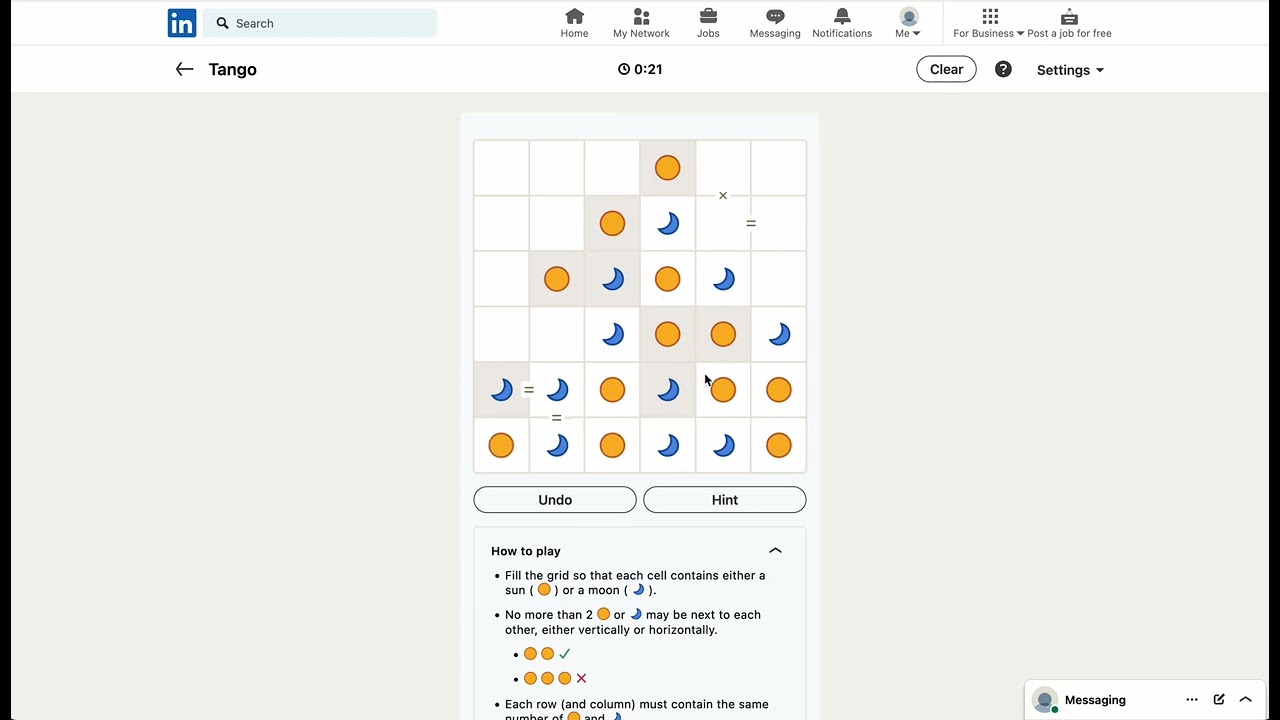 in
Search
Home
My Network
Jobs
Messaging
Notifications
Me
For Business
Post a job for free
Tango
0:21
Clear
?
Settings
×
=
=
=
Undo
Hint
How to play
• Fill the grid so that each cell contains either a
sun ( ) or a moon ( ).
• No more than 2 or may be next to each
other, either vertically or horizontally.
• Each row (and column) must contain the same
number of and
Messaging